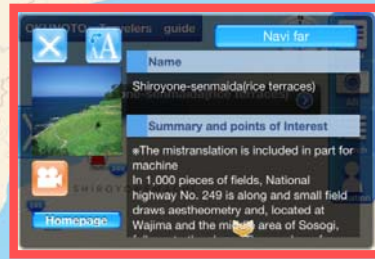 OKUNOTO Travelers guide
Navi far
A
Name
Shiroyone-senmaida(rice terraces)
Summary and points of Interest
※The mistranslation is included in part for
machine
In 1,000 pieces of fields, National
highway No. 249 is along and small field
draws aestheometry and, located at
Wajima and the middle area of Sosogi,
Homepage